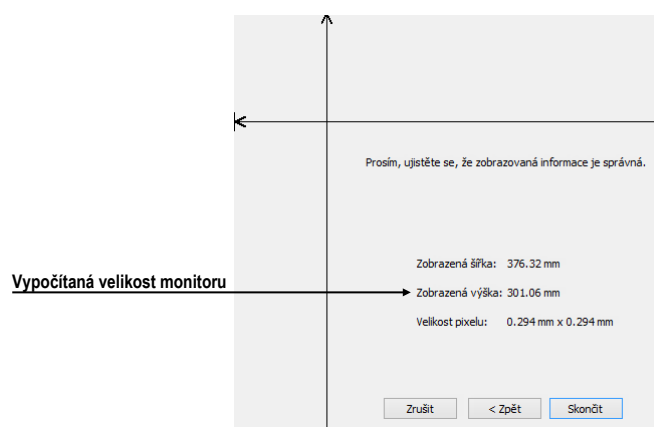 Prosím, ujistěte se, že zobrazovaná informace je správná.
Zobrazená šířka: 376.32 mm
Vypočítaná velikost monitoru
Zobrazená výška: 301.06 mm
Velikost pixelu: 0.294 mm x 0.294 mm
Zrušit < Zpět Skončit